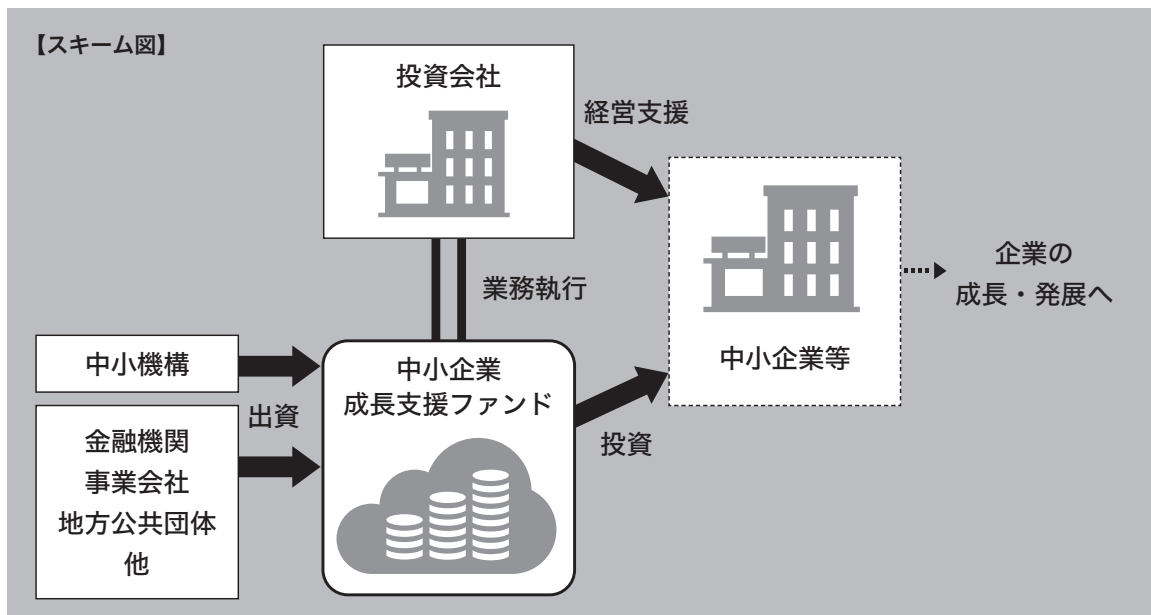 【スキーム図】
投資会社
経営支援
業務執行
中小企業等
企業の
成長・発展へ
中小機構
出資
金融機関
事業会社
地方公共団体
他
中小企業
成長支援ファンド
投資